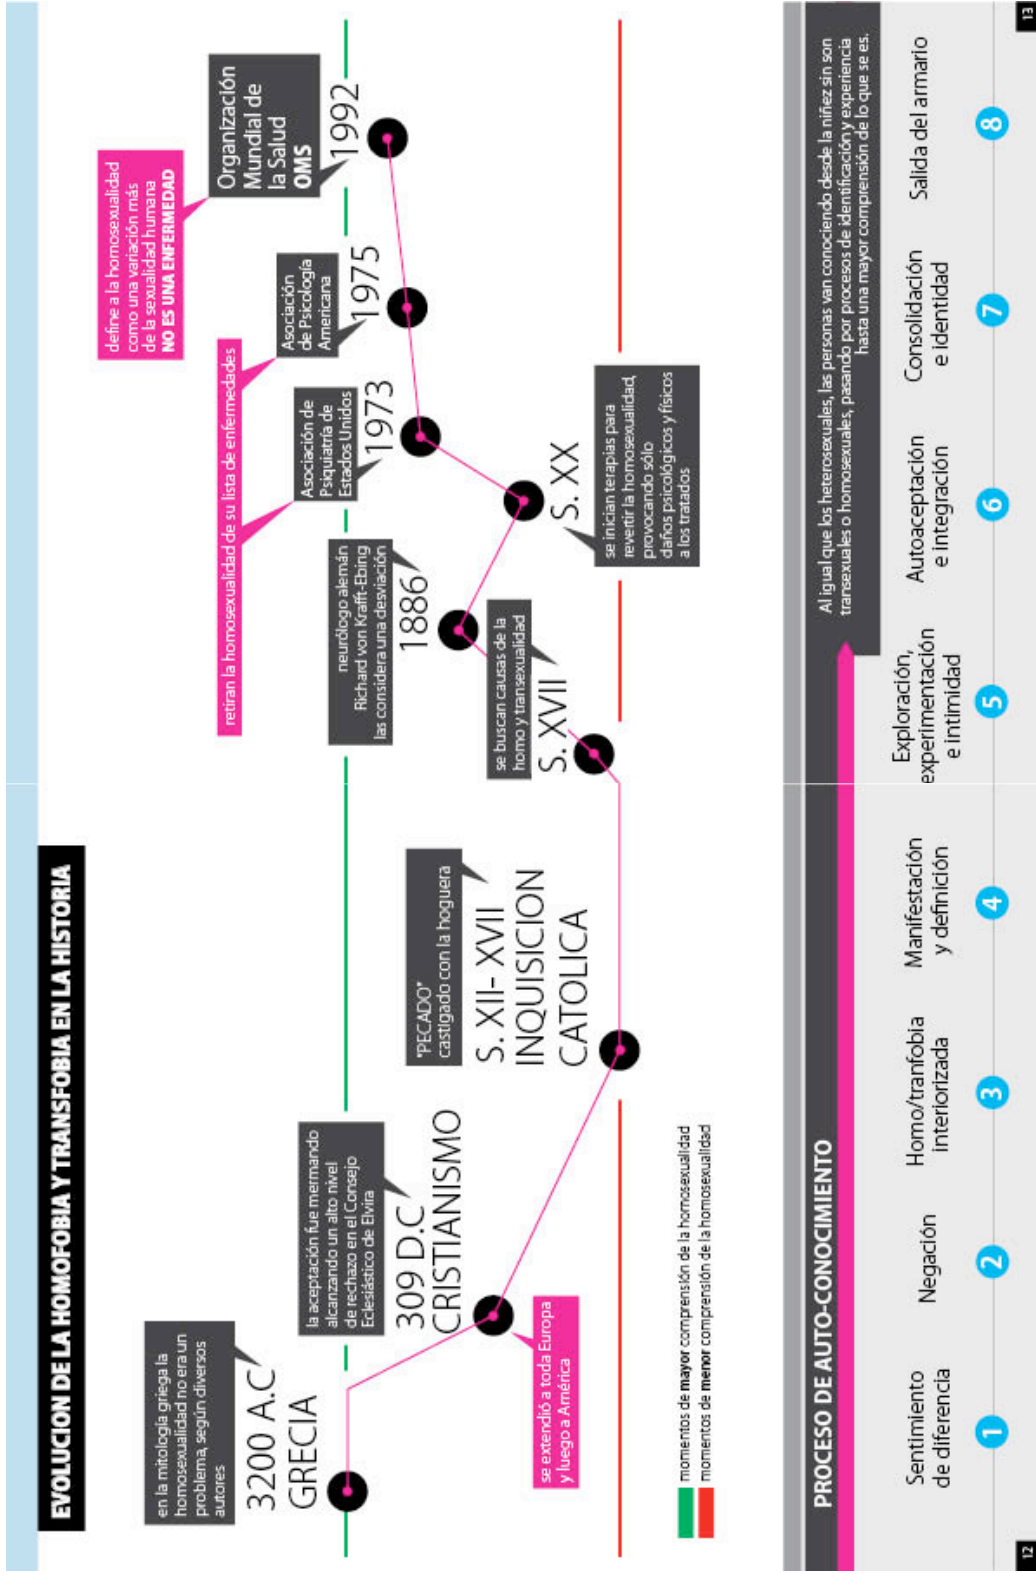 EVOLUCION DE LA HOMOFOBIA Y TRANSFOBIA EN LA HISTORIA
en la mitología griega la
homosexualidad no era un
problema, según diversos
autores
3200 A.C
GRECIA
la aceptación fue mermando
alcanzando un alto nivel
de rechazo en el Consejo
Eclesiástico de Elvira
309 D.C
CRISTIANISMO
se extendió a toda Europa
y luego a América
"PECADO"
castigado con la hoguera
S. XII- XVII
INQUISICION
CATOLICA
se buscan causas de la
homo y transexualidad
S. XVII
neurólogo alemán
Richard von Krafft-Ebing
las considera una desviación
1886
S. XX
se inician terapias para
revertir la homosexualidad,
provocando sólo
daños psicológicos y físicos
a los tratados
retiran la homosexualidad de su lista de enfermedades
Asociación de
Psiquiatría de
Estados Unidos
1973
Asociación
de Psicología
Americana
1975
define a la homosexualidad
como una variación más
de la sexualidad humana
NO ES UNA ENFERMEDAD
Organización
Mundial de
la Salud
OMS
1992
momentos de mayor comprensión de la homosexualidad
momentos de menor comprensión de la homosexualidad
PROCESO DE AUTO-CONOCIMIENTO
Al igual que los heterosexuales, las personas van conociendo desde la niñez sin son
transexuales o homosexuales, pasando por procesos de identificación y experiencia
hasta una mayor comprensión de lo que se es.
Sentimiento
de diferencia
1
Negación
2
Homo/tranfobia
interiorizada
3
Manifestación
y definición
4
Exploración,
experimentación
e intimidad
5
Autoaceptación
e integración
6
Consolidación
e identidad
7
Salida del armario
8
12
13